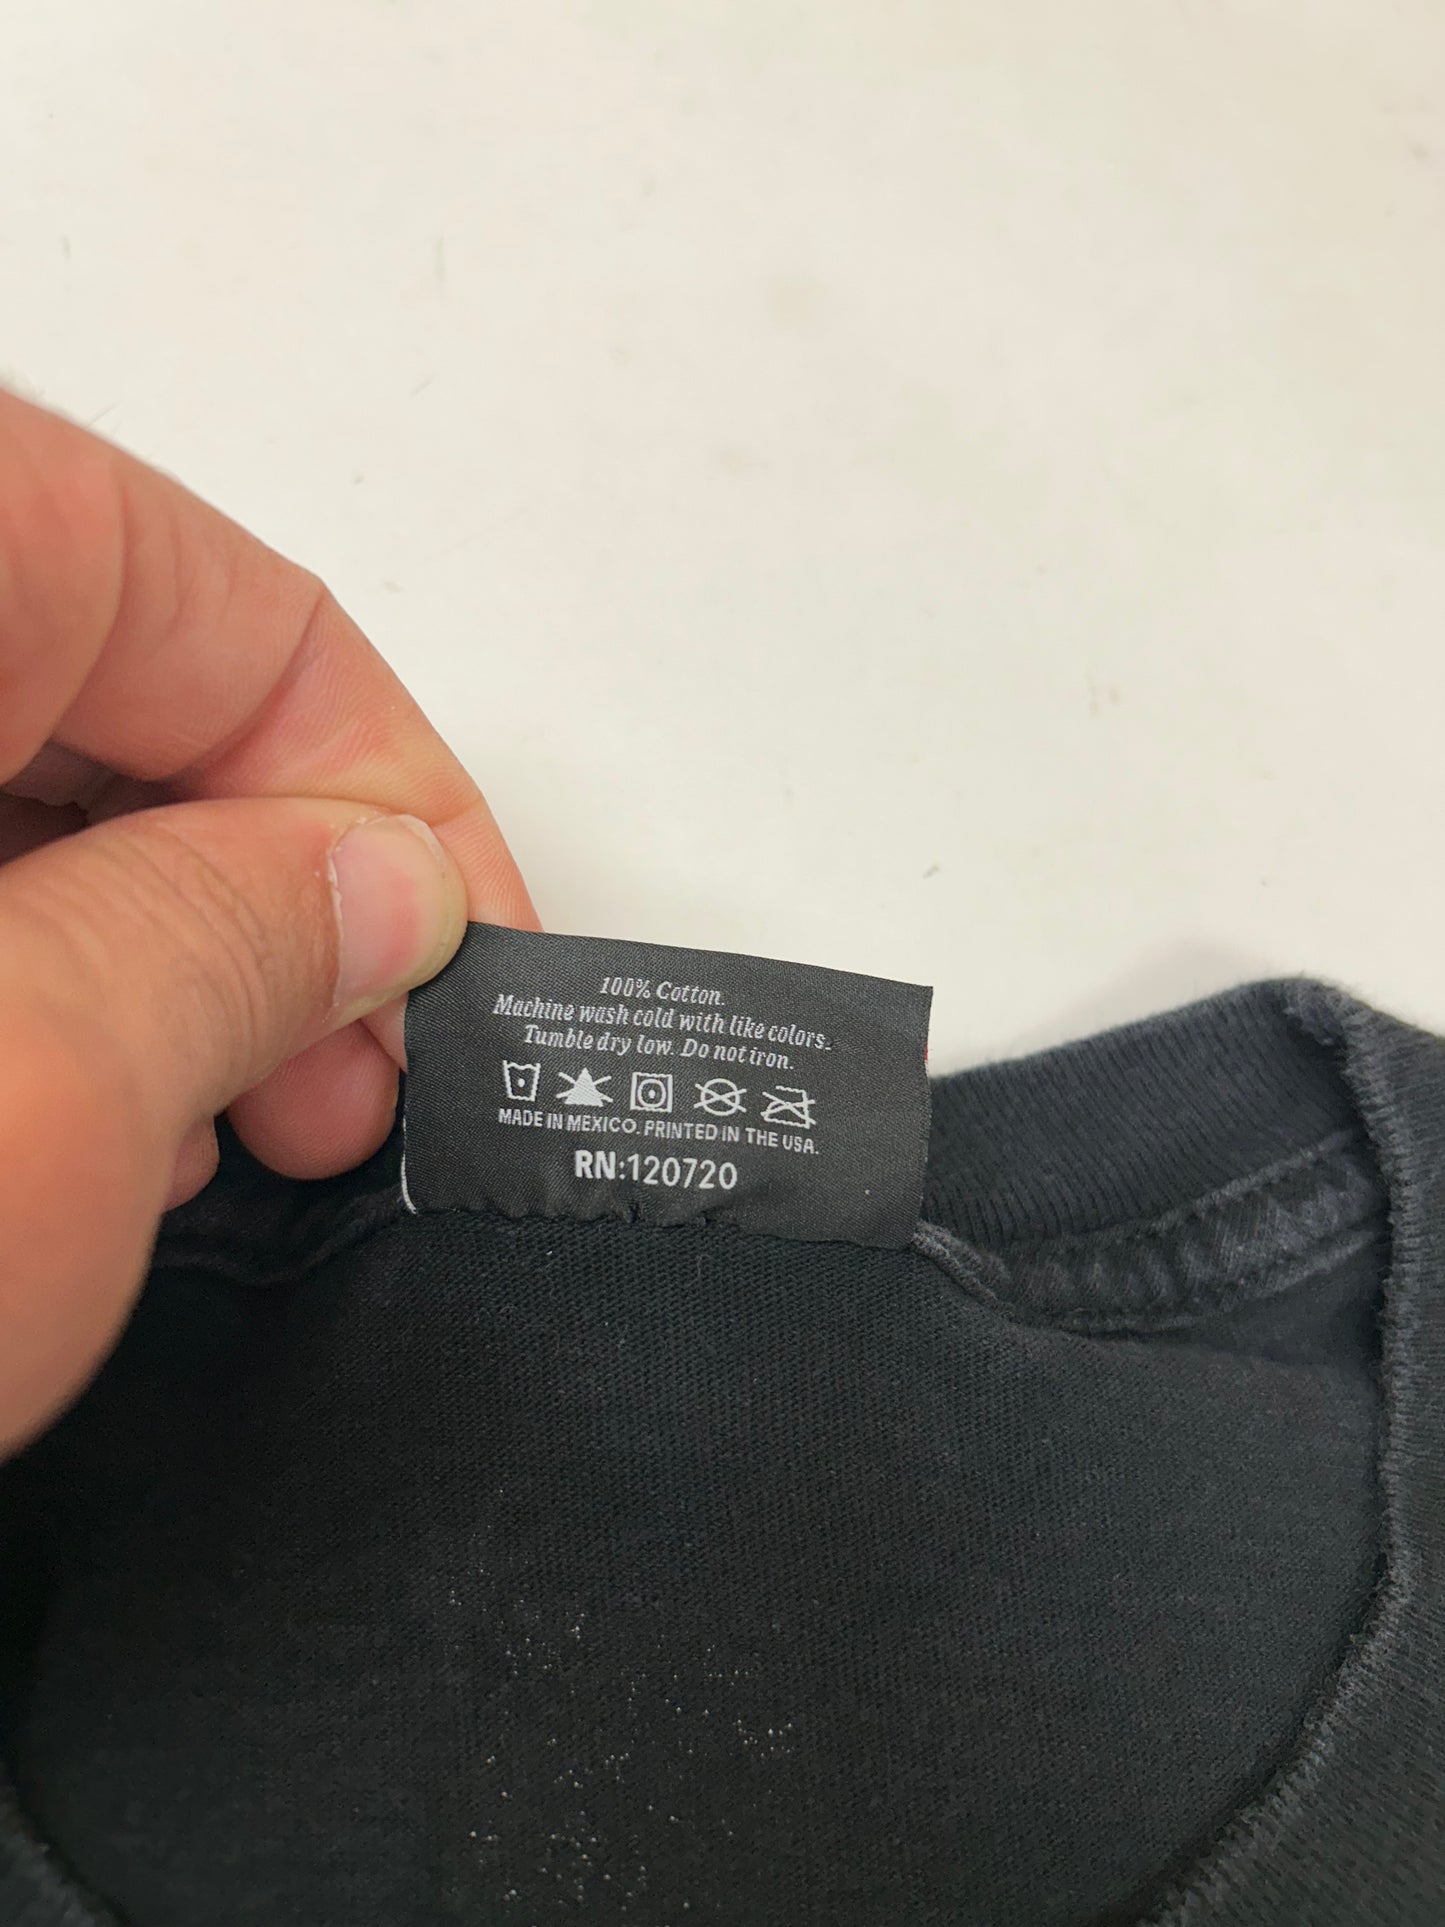 100% Cotton.
Machine wash cold with like colors.
Tumble dry low. Do not iron.
MADE IN MEXICO. PRINTED IN THE USA.
RN:120720